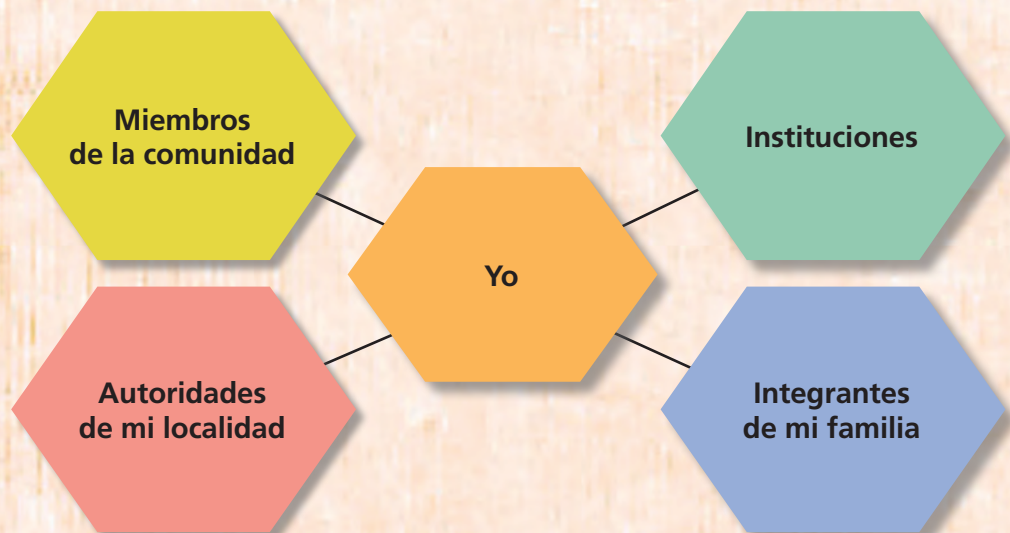 Miembros
de la comunidad
Instituciones
Yo
Autoridades
de mi localidad
Integrantes
de mi familia